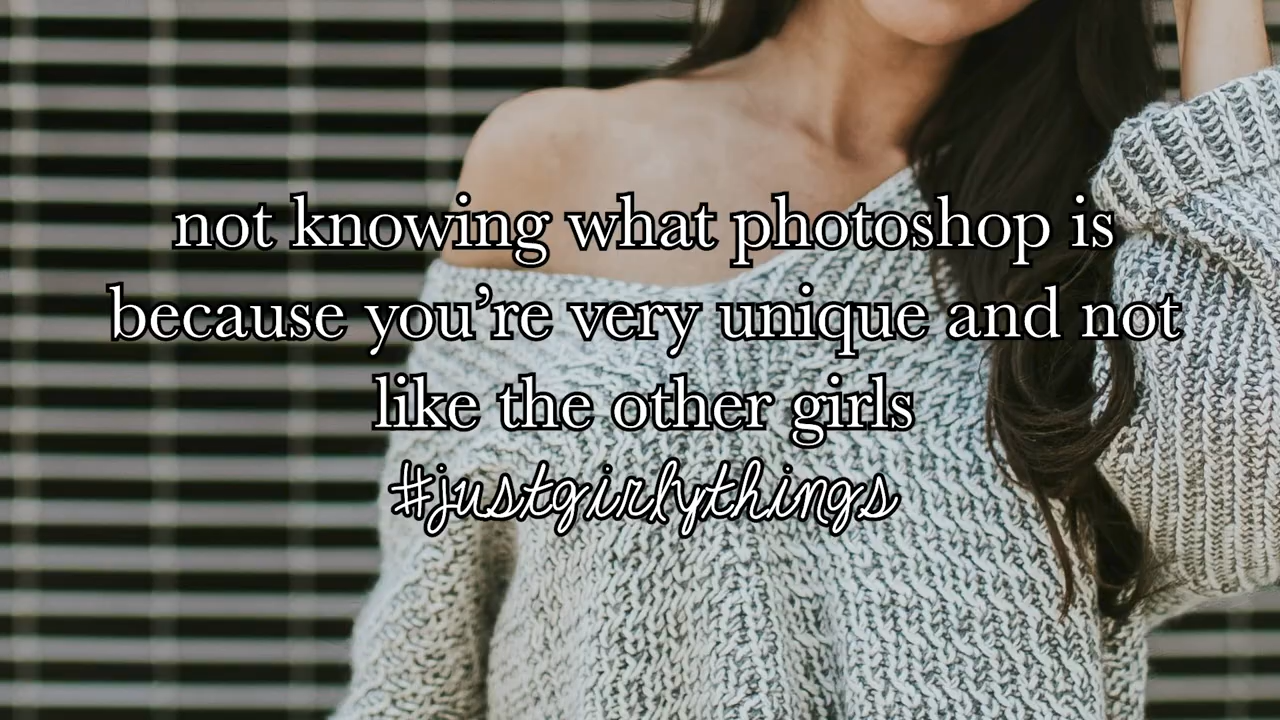 not knowing what photoshop is
because you’re very unique and not
like the other girls
#justgirlythings